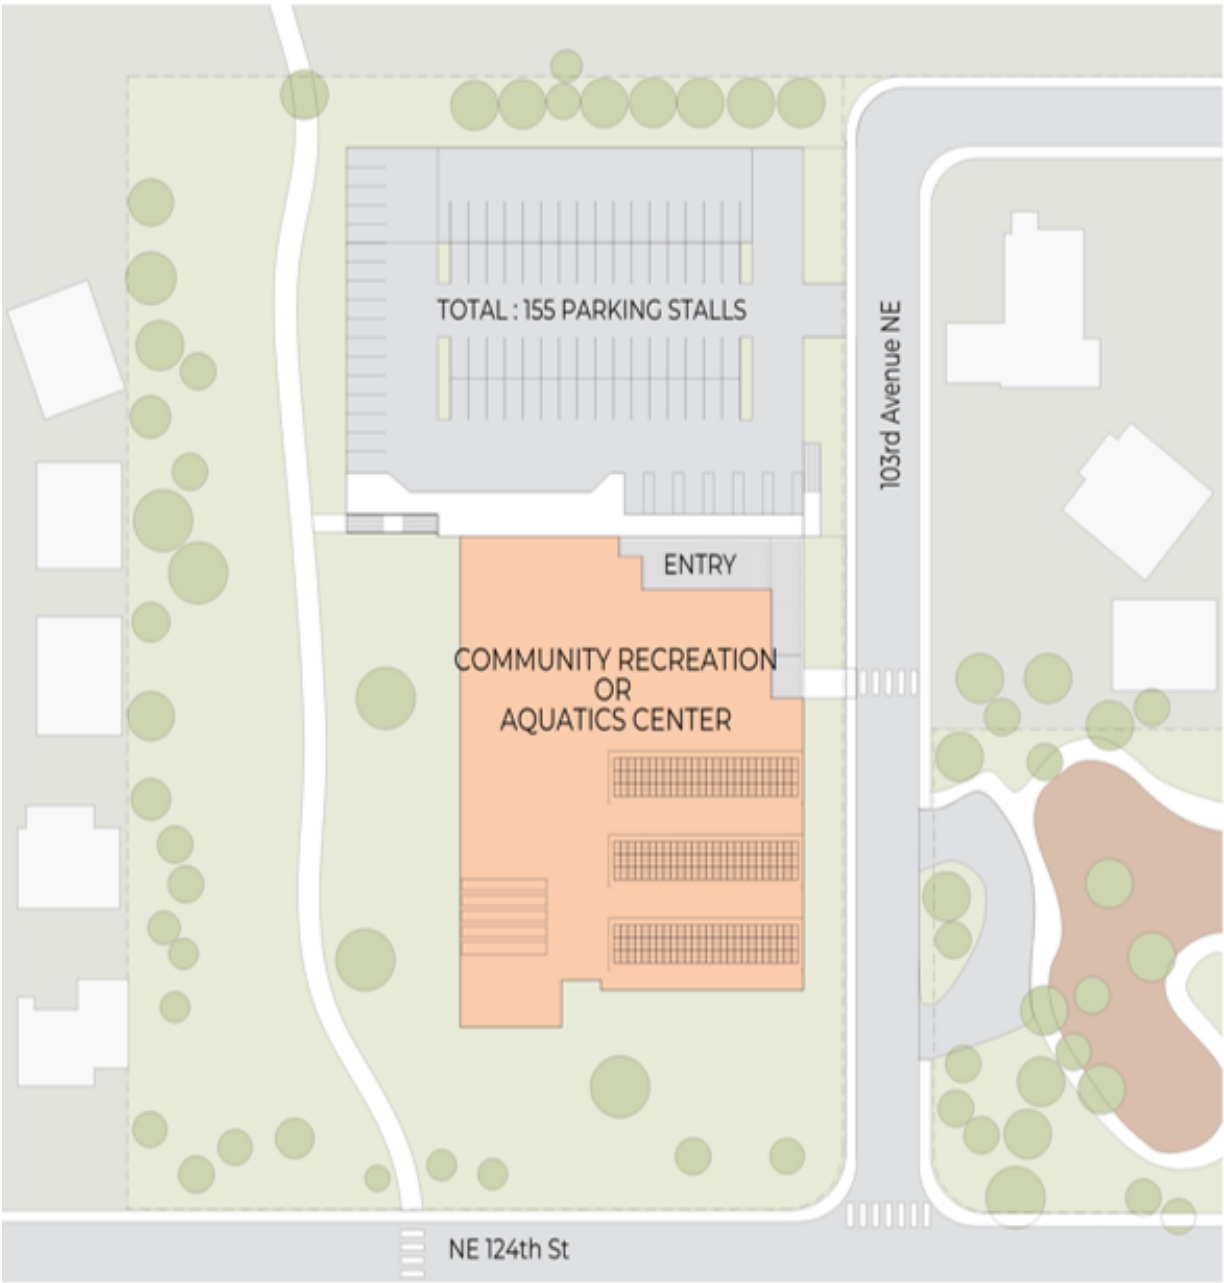 TOTAL : 155 PARKING STALLS
103rd Avenue NE
ENTRY
COMMUNITY RECREATION
OR
AQUATICS CENTER
NE 124th St